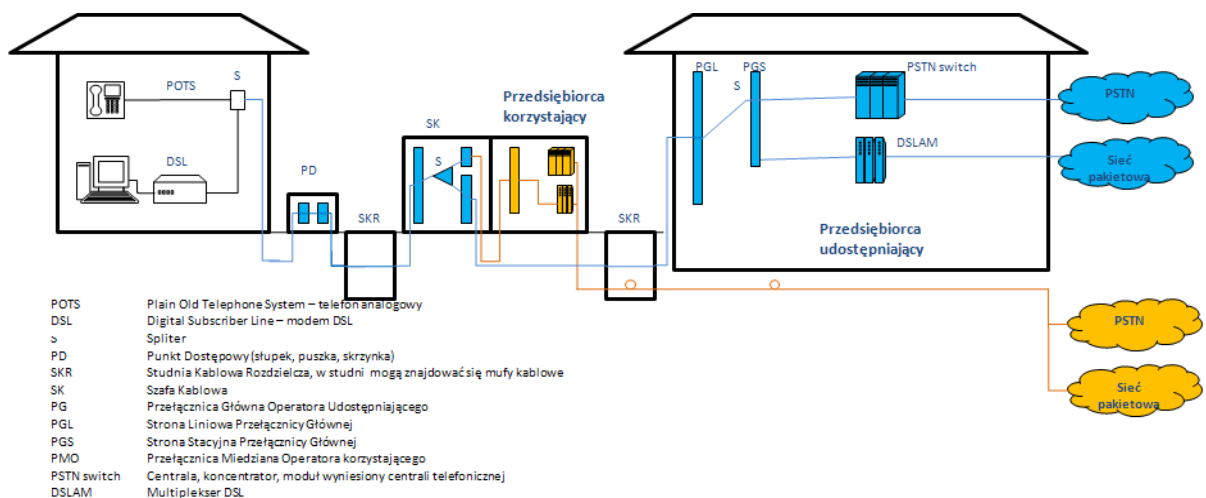 POTS
S
DSL
PD
SKR
SK
S
Przedsiębiorca
korzystający
SKR
PGL
PGS
S
PSTN switch
DSLAM
Przedsiębiorca
udostępniający
PSTN
Sieć
pakietowa
PSTN
Sieć
pakietowa
POTS Plain Old Telephone System – telefon analogowy
DSL Digital Subscriber Line – modem DSL
S Spliter
PD Punkt Dostępowy (słupek, puszka, skrzynka)
SKR Studnia Kablowa Rozdzielcza, w studni mogą znajdować się mufy kablowe
SK Szafa Kablowa
PG Przełącznica Główna Operatora Udostępniającego
PGL Strona Liniowa Przełącznicy Głównej
PGS Strona Stacyjna Przełącznicy Głównej
PMO Przełącznica Miedziana Operatora korzystającego
PSTN switch Centrala, koncentrator, moduł wyniesiony centrali telefonicznej
DSLAM Multiplekser DSL